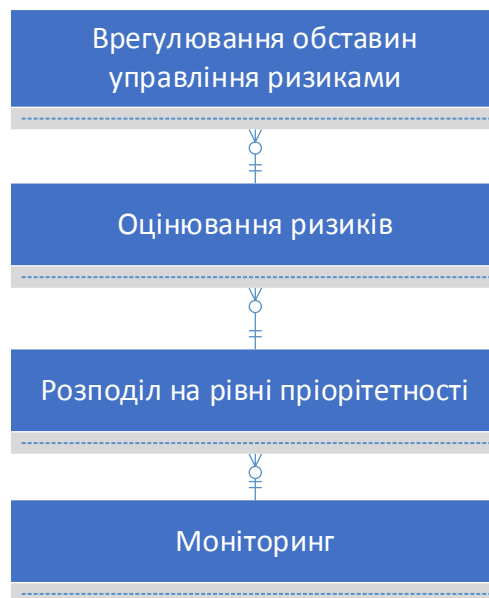 Врегулювання обставин
управління ризиками
Оцінювання ризиків
Розподіл на рівні пріорітетності
Моніторинг